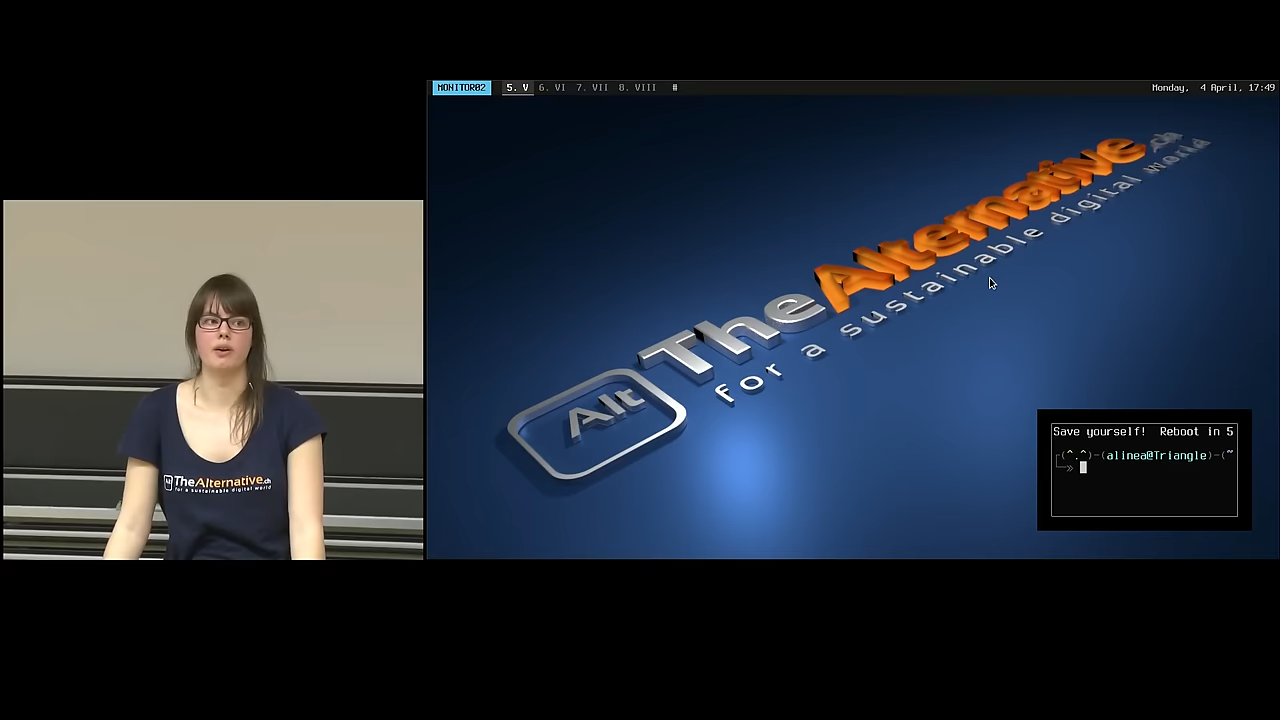 MONITOR02 5. V 6. VI 7. VII 8. VIII # Monday, 4 April, 17:49
TheAlternative.ch
for a sustainable digital world
Alt
Save yourself! Reboot in 5
(^.^)-(alinea@Triangle)-(~
»
TheAlternative.ch
for a sustainable digital world